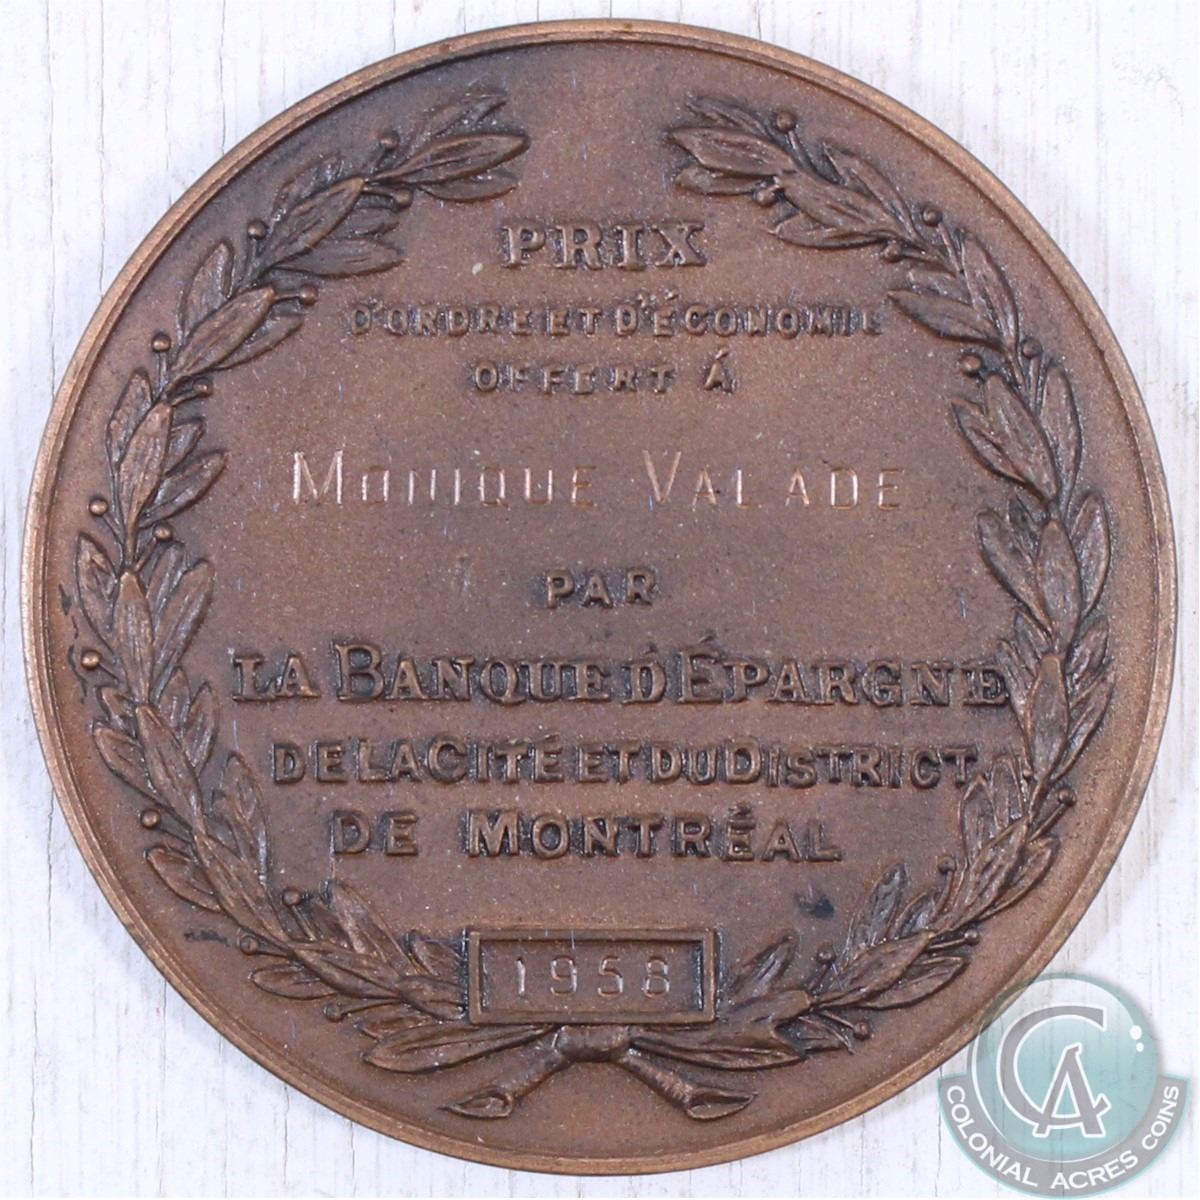 PRIX
D'ORDRE ET D'ÉCONOMIE
OFFERT À
MONIQUE VALADE
PAR
LA BANQUE D'ÉPARGNE
DE LA CITÉ ET DU DISTRICT
DE MONTRÉAL
1958
CA
COLONIAL ACRES COINS